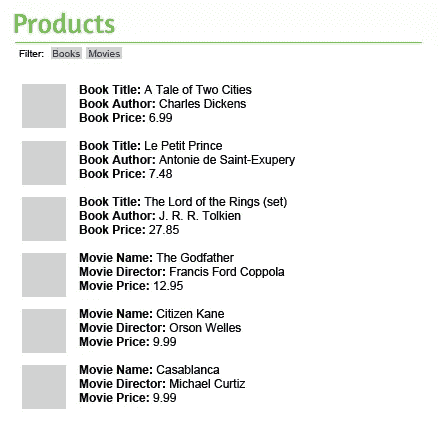 Products
Filter: Books Movies
Book Title: A Tale of Two Cities
Book Author: Charles Dickens
Book Price: 6.99
Book Title: Le Petit Prince
Book Author: Antonie de Saint-Exupery
Book Price: 7.48
Book Title: The Lord of the Rings (set)
Book Author: J. R. R. Tolkien
Book Price: 27.85
Movie Name: The Godfather
Movie Director: Francis Ford Coppola
Movie Price: 12.95
Movie Name: Citizen Kane
Movie Director: Orson Welles
Movie Price: 9.99
Movie Name: Casablanca
Movie Director: Michael Curtiz
Movie Price: 9.99